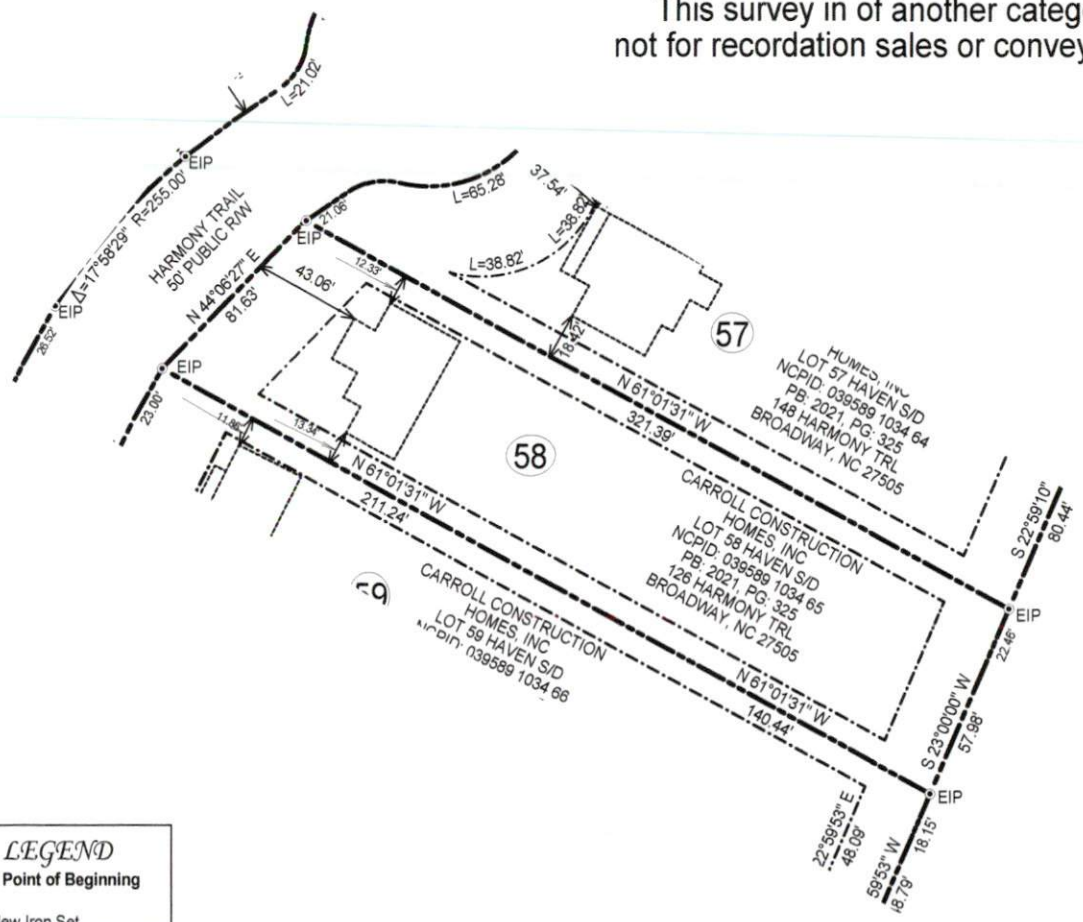 This survey in of another categ
not for recordation sales or convey
L=21.02'
EIP
Δ=17°58'29" R=255.00'
HARMONY TRAIL
50' PUBLIC R/W
EIP
26.52'
N 44°06'27" E
81.63'
EIP
21.06'
L=65.28'
37.54'
L=38.82'
L=38.82'
12.33'
43.06'
18.42'
57
HOMES, INC
LOT 57 HAVEN S/D
NCPID: 039589 1034 64
PB: 2021, PG: 325
148 HARMONY TRL
BROADWAY, NC 27505
EIP
23.00'
11.86'
13.34'
N 61°01'31" W
321.39'
58
N 61°01'31" W
211.24'
CARROLL CONSTRUCTION
HOMES, INC
LOT 58 HAVEN S/D
NCPID: 039589 1034 65
PB: 2021, PG: 325
126 HARMONY TRL
BROADWAY, NC 27505
S 22°59'10"
80.44'
EIP
22.46'
CARROLL CONSTRUCTION
HOMES, INC
LOT 59 HAVEN S/D
NCPID: 039589 1034 66
N 61°01'31" W
140.44'
S 23°00'00" W
57.98'
EIP
22°59'53" E
48.09'
59'53" W
18.15'
8.79'
LEGEND
Point of Beginning
ew Iron Set